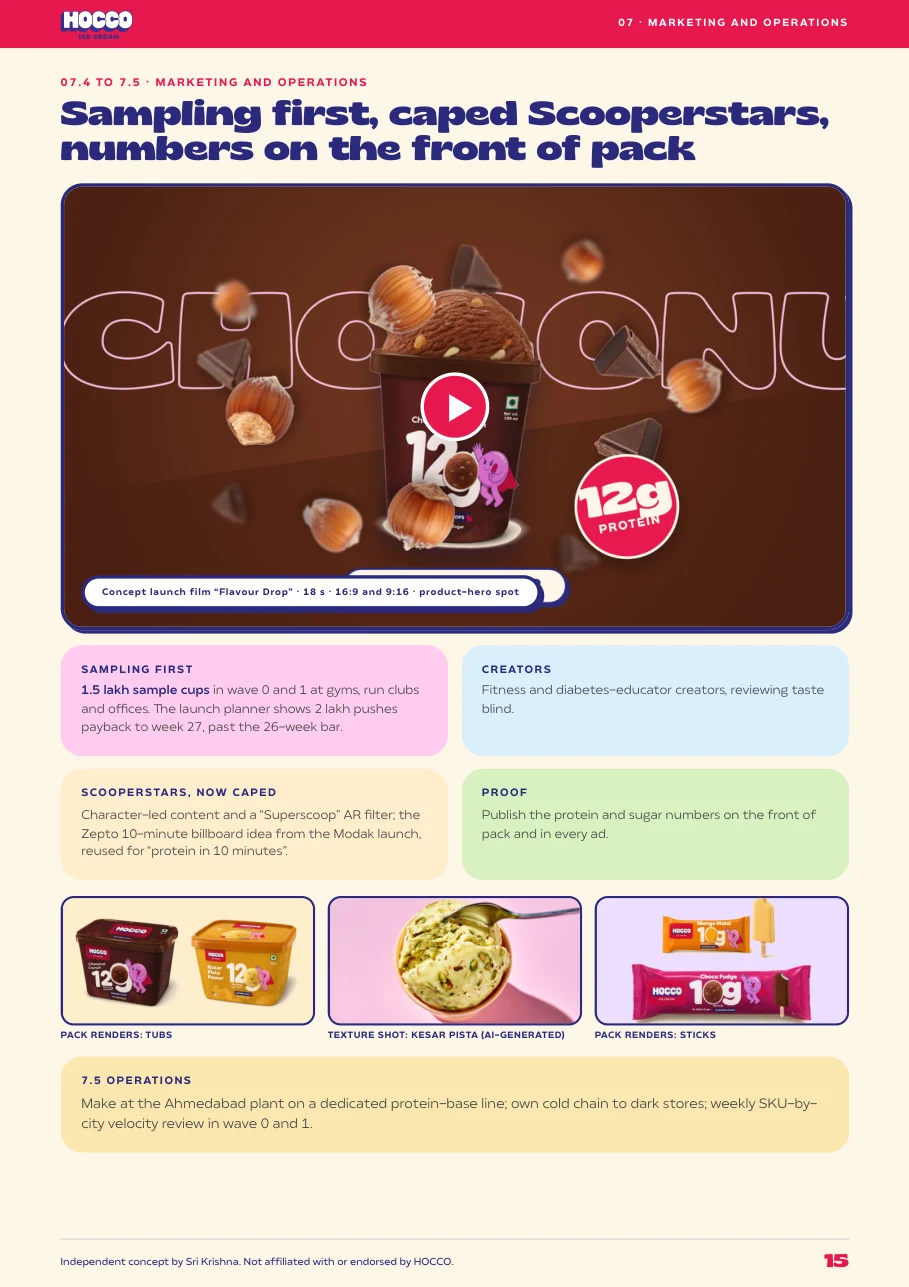 HOCCO
ICE CREAM
07 · MARKETING AND OPERATIONS
07.4 TO 7.5 · MARKETING AND OPERATIONS
Sampling first, caped Scooperstars,
numbers on the front of pack
CHO ONU
12g
12g
PROTEIN
Concept launch film “Flavour Drop” · 18 s · 16:9 and 9:16 · product-hero spot
SAMPLING FIRST
1.5 lakh sample cups in wave 0 and 1 at gyms, run clubs
and offices. The launch planner shows 2 lakh pushes
payback to week 27, past the 26-week bar.
CREATORS
Fitness and diabetes-educator creators, reviewing taste
blind.
SCOOPERSTARS, NOW CAPED
Character-led content and a “Superscoop” AR filter; the
Zepto 10-minute billboard idea from the Modak launch,
reused for “protein in 10 minutes”.
PROOF
Publish the protein and sugar numbers on the front of
pack and in every ad.
HOCCO
12g
HOCCO
Kesar
Pista
Power
12g
HOCCO
Mango Malai
10g
HOCCO
Choco Fudge
10g
PACK RENDERS: TUBS
TEXTURE SHOT: KESAR PISTA (AI-GENERATED)
PACK RENDERS: STICKS
7.5 OPERATIONS
Make at the Ahmedabad plant on a dedicated protein-base line; own cold chain to dark stores; weekly SKU-by-
city velocity review in wave 0 and 1.
Independent concept by Sri Krishna. Not affiliated with or endorsed by HOCCO.
15